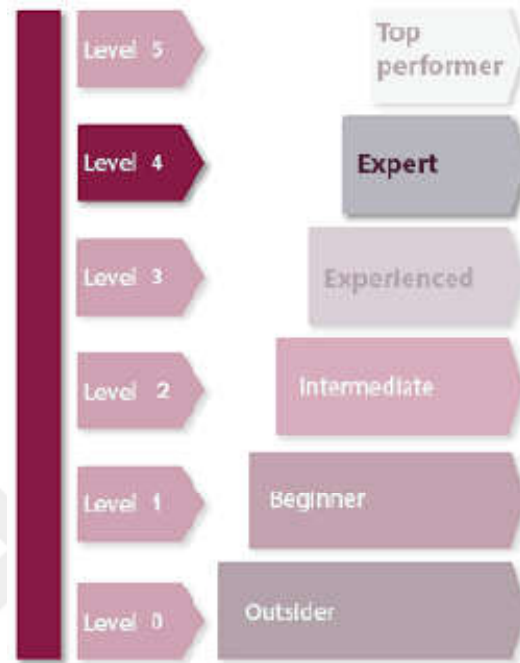 Level 5
Top
performer
Level 4
Expert
Level 3
Experienced
Level 2
Intermediate
Level 1
Beginner
Level 0
Outsider